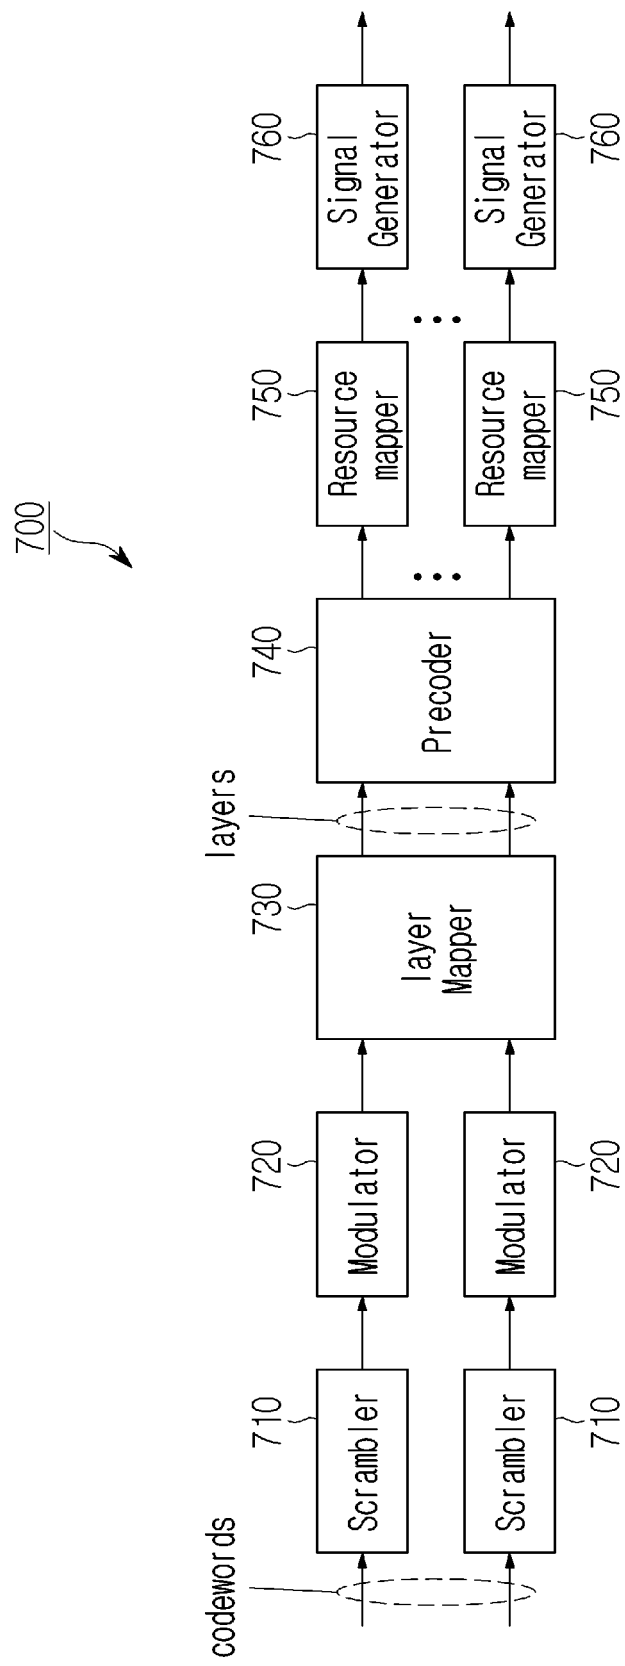 700
codewords
710
Scrambler
Scrambler
710
720
Modulator
Modulator
720
730
layer
Mapper
layers
740
Precoder
750
Resource
mapper
Resource
mapper
750
760
Signal
Generator
Signal
Generator
760